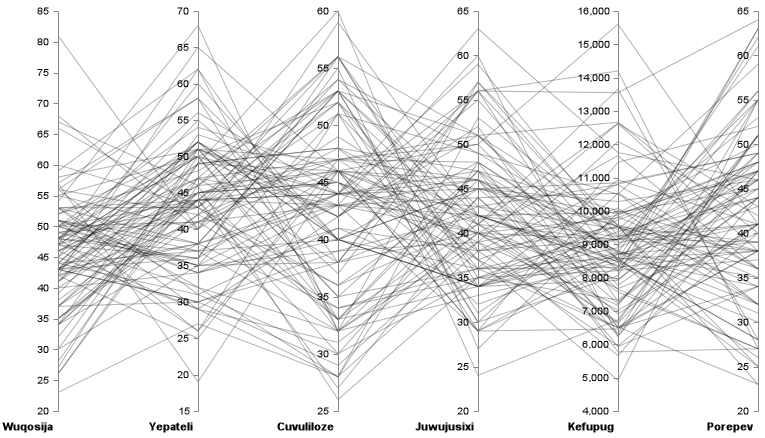 85 70 60 65 16,000 65
80 65 55 60 15,000 60
75 60 50 55 14,000 55
70 55 45 50 13,000 50
65 50 40 45 12,000 45
60 45 35 40 11,000 40
55 40 30 35 10,000 35
50 35 25 30 9,000 30
45 30 25 8,000 25
40 25 20 7,000 20
35 20 6,000
30 15 5,000
25 4,000
20
Wuqosija Yepateli Cuvuliloze Juwujusixi Kefupug Porepev